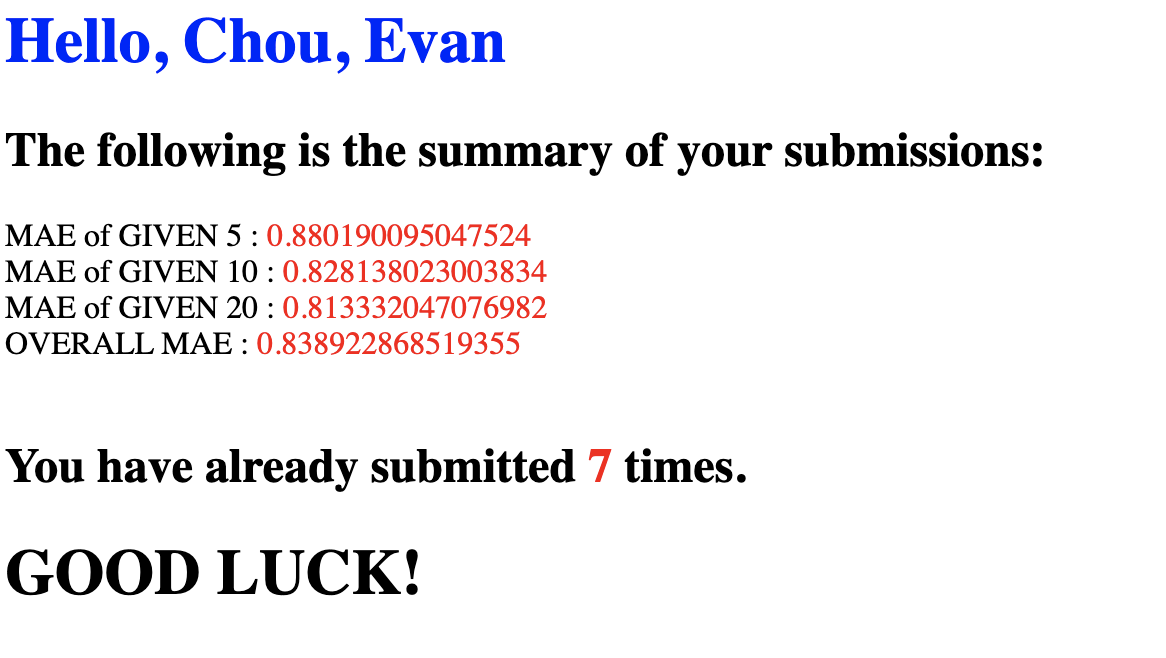 Hello, Chou, Evan
The following is the summary of your submissions:
MAE of GIVEN 5 : 0.880190095047524
MAE of GIVEN 10 : 0.828138023003834
MAE of GIVEN 20 : 0.813332047076982
OVERALL MAE : 0.838922868519355
You have already submitted 7 times.
GOOD LUCK!